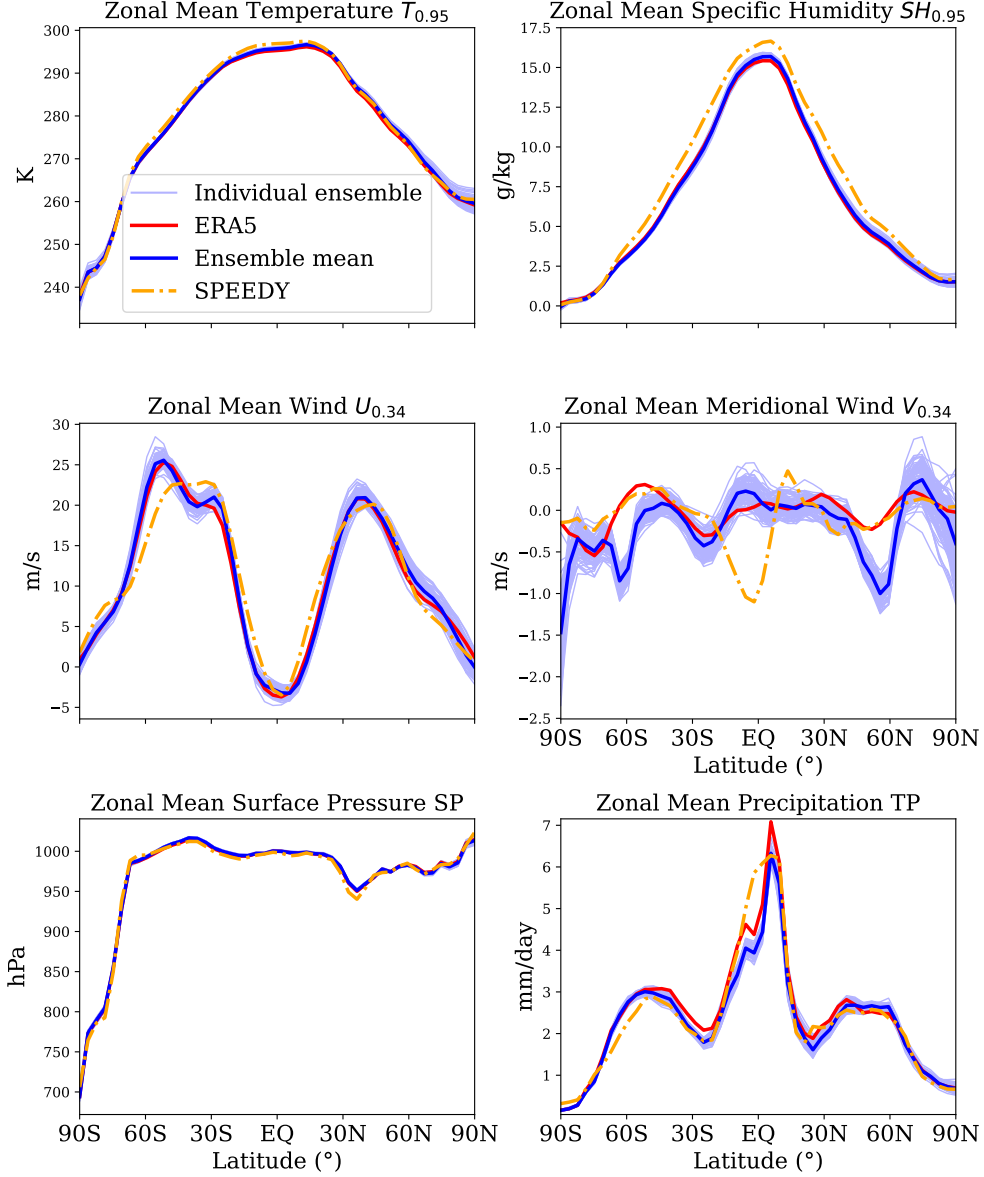 Zonal Mean Temperature T0.95
300
290
280
270
260
250
240
K
Individual ensemble
ERA5
Ensemble mean
SPEEDY
Zonal Mean Specific Humidity SH0.95
17.5
15.0
12.5
10.0
7.5
5.0
2.5
0.0
g/kg
Zonal Mean Wind U0.34
30
25
20
15
10
5
0
−5
m/s
Zonal Mean Meridional Wind V0.34
1.0
0.5
0.0
−0.5
−1.0
−1.5
−2.0
−2.5
m/s
90S 60S 30S EQ 30N 60N 90N
Latitude (°)
Zonal Mean Surface Pressure SP
1000
950
900
850
800
750
700
hPa
90S 60S 30S EQ 30N 60N 90N
Latitude (°)
Zonal Mean Precipitation TP
7
6
5
4
3
2
1
mm/day
90S 60S 30S EQ 30N 60N 90N
Latitude (°)